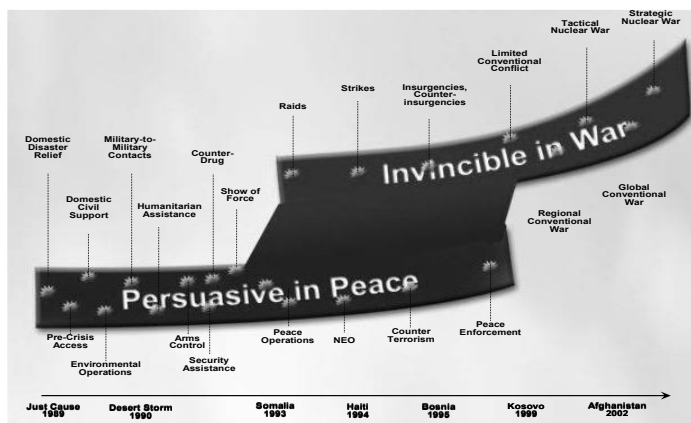 Strategic
Nuclear War
Tactical
Nuclear War
Limited
Conventional
Conflict
Insurgencies,
Counter-
insurgencies
Strikes
Raids
Domestic
Disaster
Relief
Military-to-
Military
Contacts
Counter-
Drug
Show of
Force
Domestic
Civil
Support
Humanitarian
Assistance
Invincible in War
Global
Conventional
War
Regional
Conventional
War
Persuasive in Peace
Pre-Crisis
Access
Environmental
Operations
Arms
Control
Security
Assistance
Peace
Operations
NEO
Counter
Terrorism
Peace
Enforcement
Just Cause
1989
Desert Storm
1990
Somalia
1993
Haiti
1994
Bosnia
1995
Kosovo
1999
Afghanistan
2002